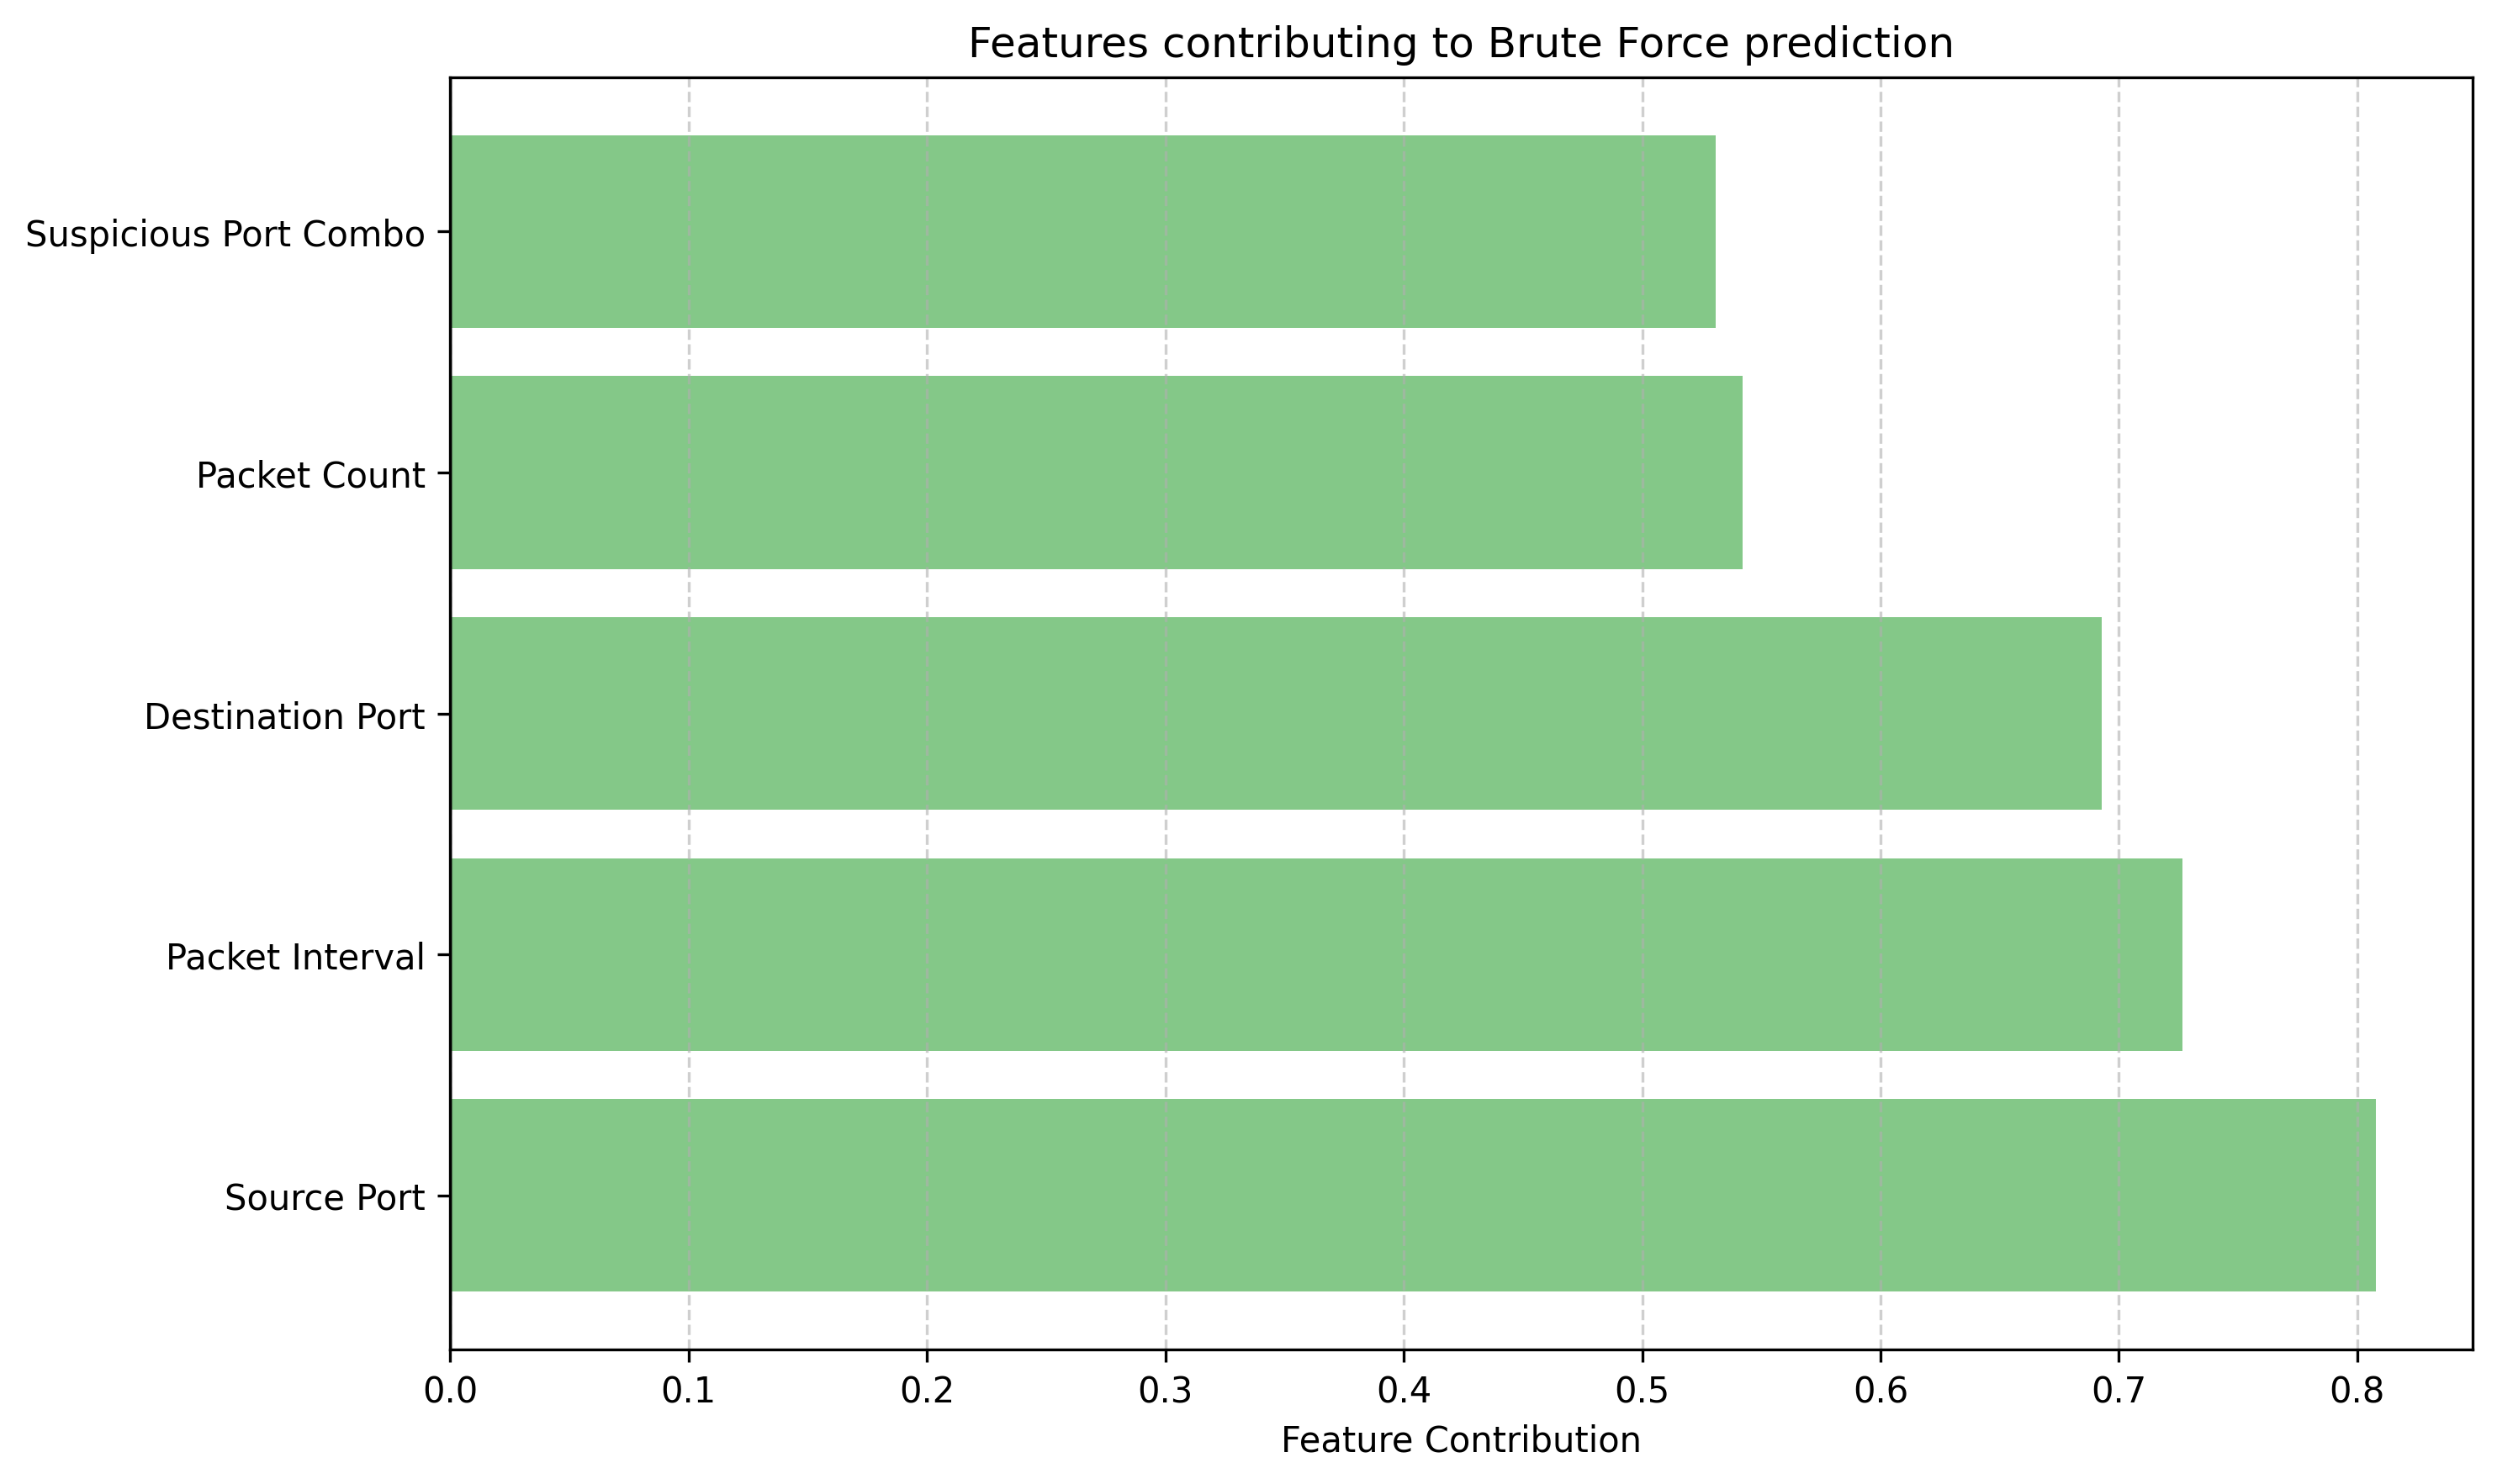 Features contributing to Brute Force prediction
Suspicious Port Combo
Packet Count
Destination Port
Packet Interval
Source Port
0.0 0.1 0.2 0.3 0.4 0.5 0.6 0.7 0.8
Feature Contribution